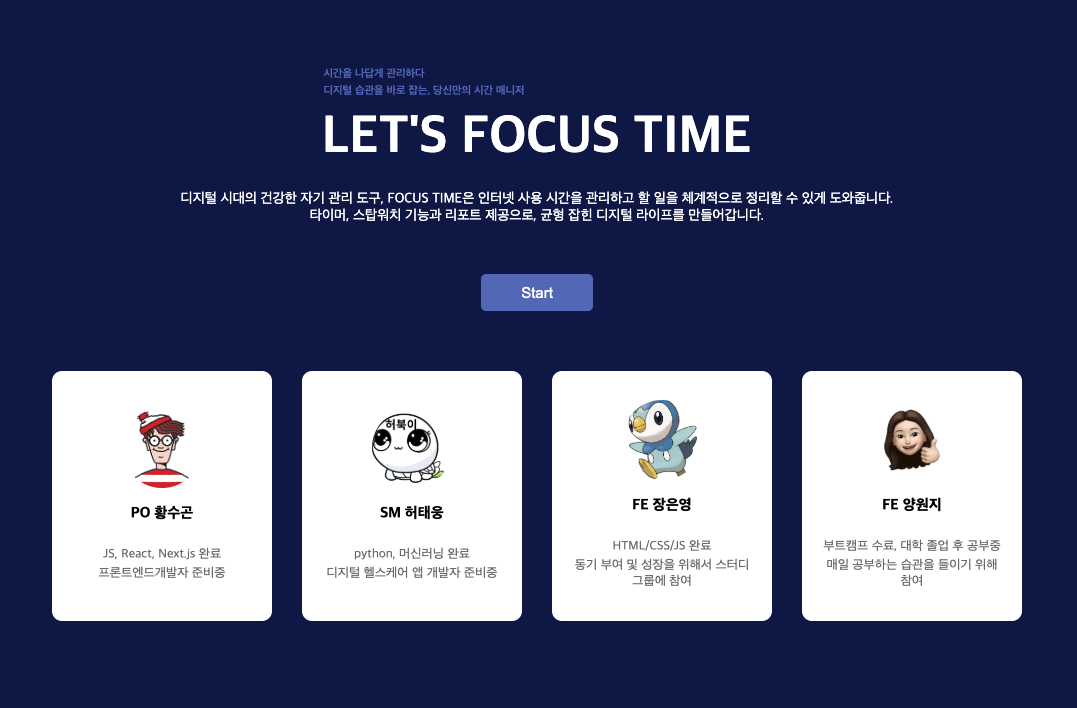 시간을 나답게 관리하다
디지털 습관을 바로 잡는, 당신만의 시간 매니저
LET'S FOCUS TIME
디지털 시대의 건강한 자기 관리 도구, FOCUS TIME은 인터넷 사용 시간을 관리하고 할 일을 체계적으로 정리할 수 있게 도와줍니다.
타이머, 스탑워치 기능과 리포트 제공으로, 균형 잡힌 디지털 라이프를 만들어갑니다.
Start
PO 황수곤
JS, React, Next.js 완료
프론트엔드개발자 준비중
허북이
SM 허태웅
python, 머신러닝 완료
디지털 헬스케어 앱 개발자 준비중
FE 장은영
HTML/CSS/JS 완료
동기 부여 및 성장을 위해서 스터디
그룹에 참여
FE 양원지
부트캠프 수료, 대학 졸업 후 공부중
매일 공부하는 습관을 들이기 위해
참여